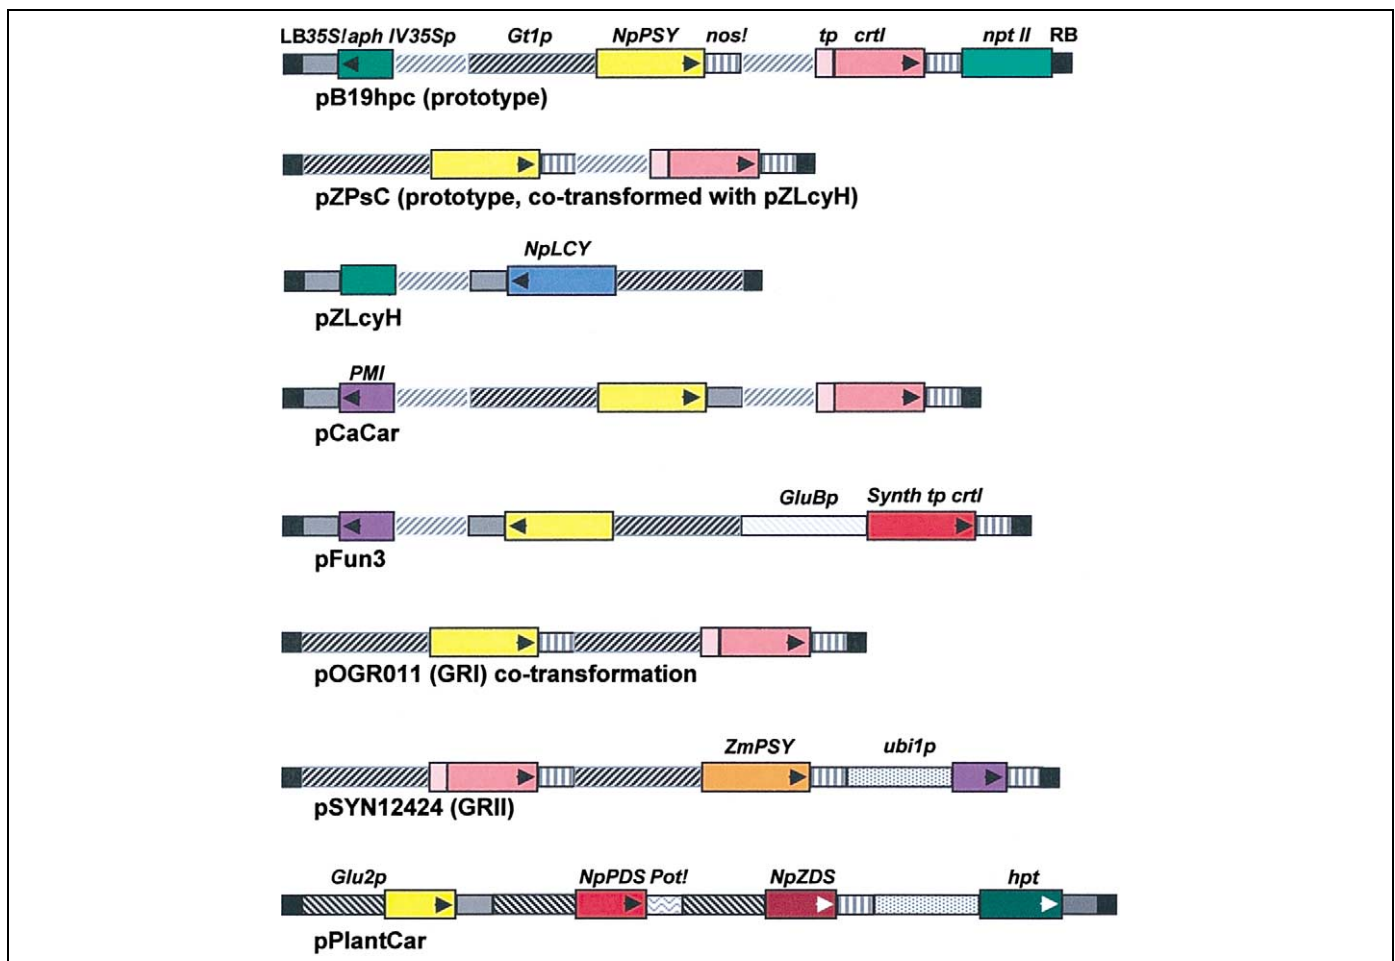 LB35S!aph IV35Sp Gt1p NpPSY nos! tp crtI npt II RB
pB19hpc (prototype)
pZPsC (prototype, co-transformed with pZLcyH)
NpLCY
pZLcyH
PMI
pCaCar
GluBp Synth tp crtI
pFun3
pOGR011 (GRI) co-transformation
ZmPSY ubi1p
pSYN12424 (GRII)
Glu2p NpPDS Pot! NpZDS hpt
pPlantCar